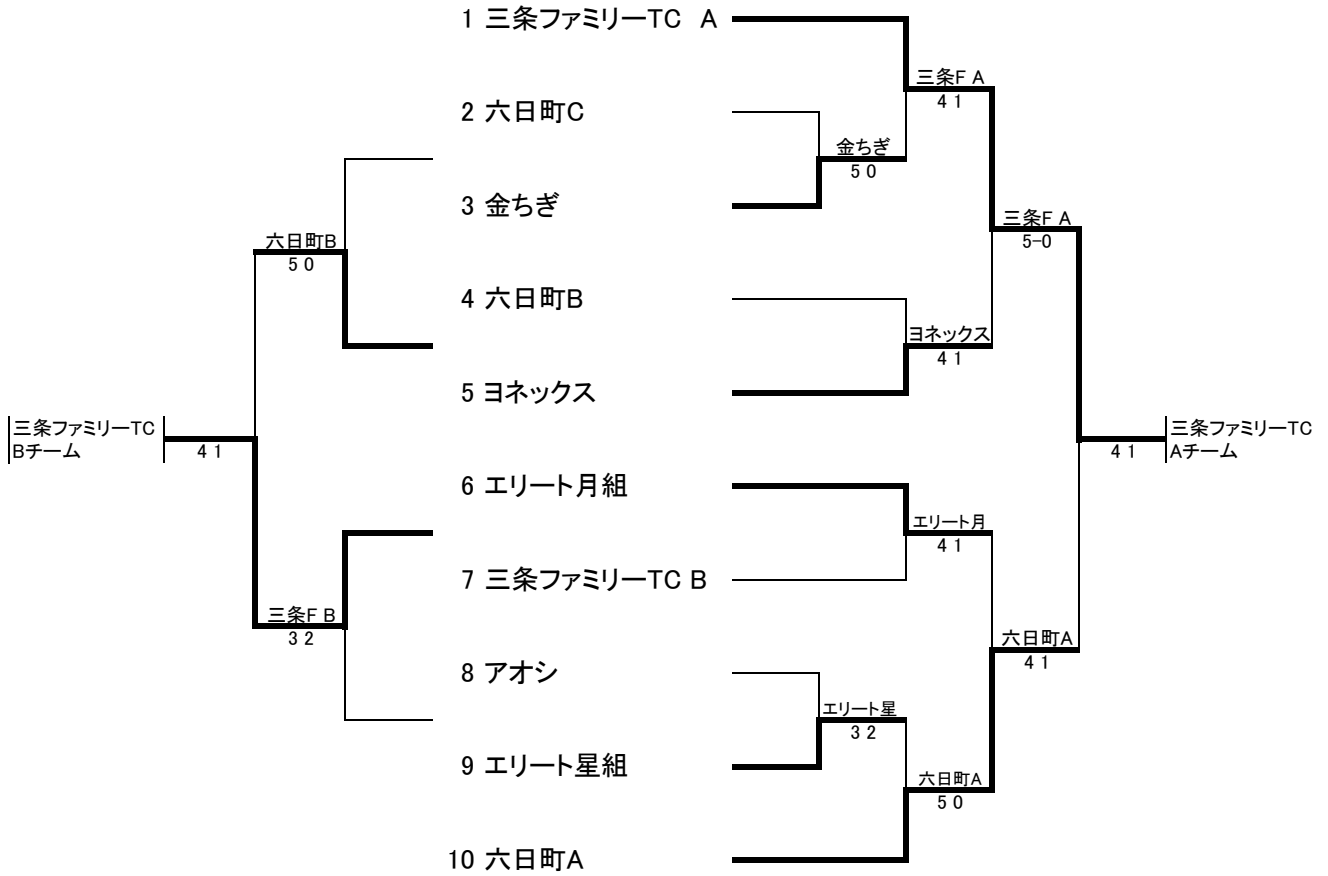 1 三条ファミリーTC A
三条F A
4 1
2 六日町C
金ちぎ
5 0
3 金ちぎ
三条F A
5-0
六日町B
5 0
4 六日町B
ヨネックス
4 1
5 ヨネックス
三条ファミリーTC
Bチーム
4 1
4 1
三条ファミリーTC
Aチーム
6 エリート月組
エリート月
4 1
7 三条ファミリーTC B
三条F B
3 2
六日町A
4 1
8 アオシ
エリート星
3 2
9 エリート星組
六日町A
5 0
10 六日町A